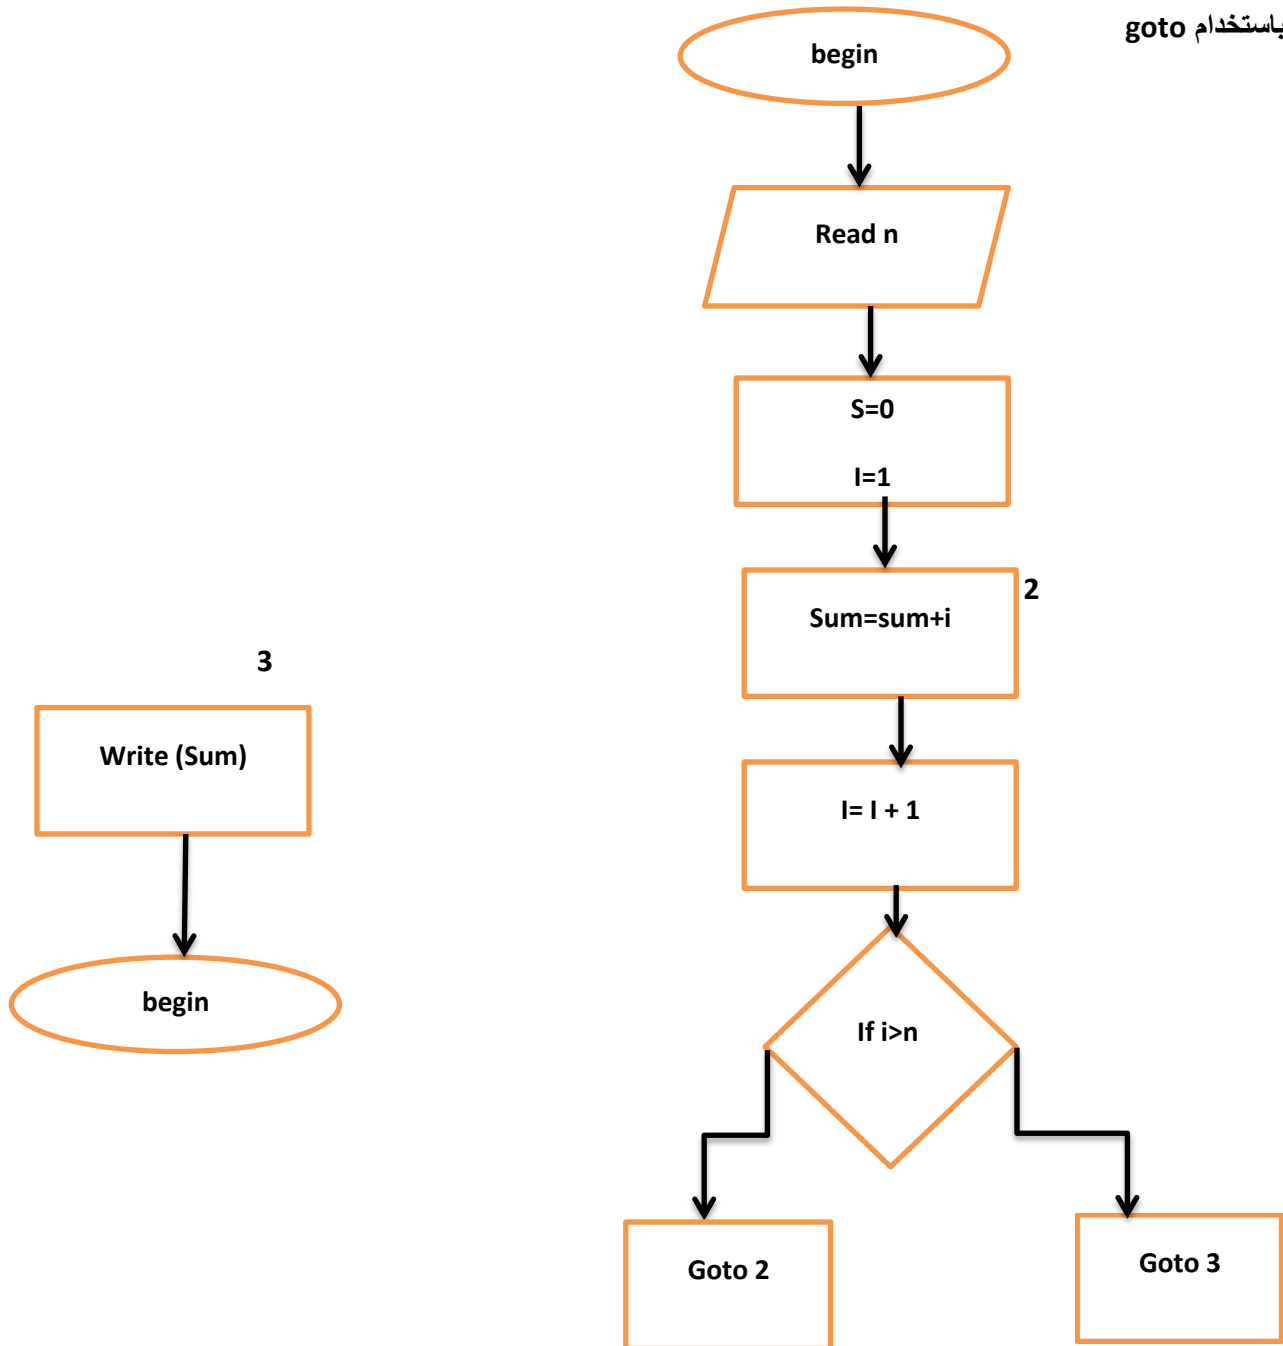 باستخدام goto
begin
Read n
S=0
I=1
2
Sum=sum+i
I= I + 1
If i>n
Goto 2
Goto 3
3
Write (Sum)
begin